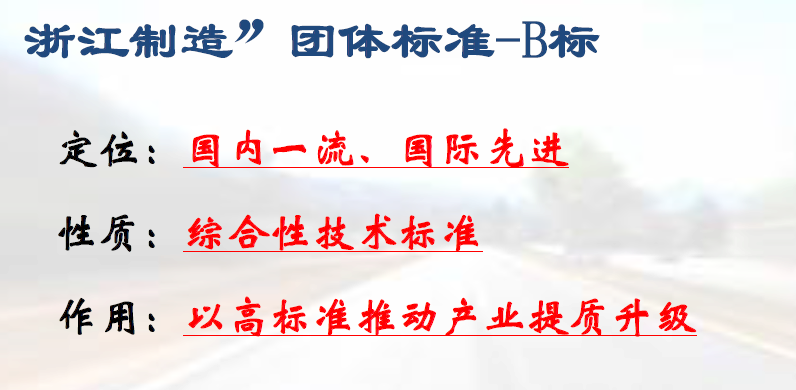 浙江制造”团体标准-B标
定位：国内一流、国际先进
性质：综合性技术标准
作用：以高标准推动产业提质升级